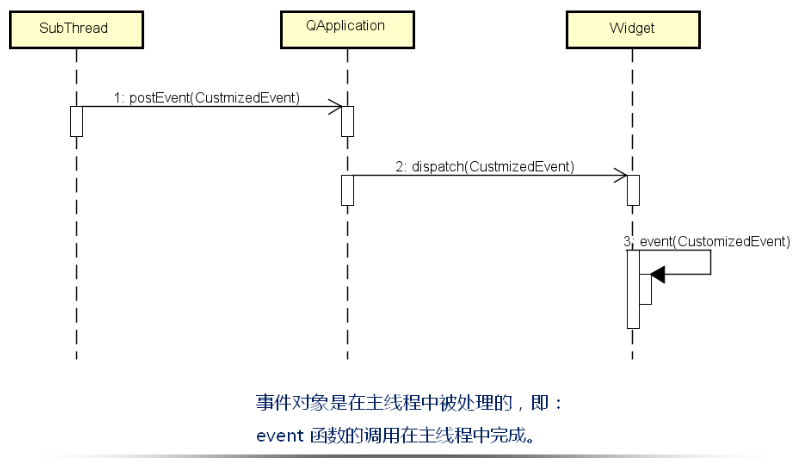 SubThread
QApplication
Widget
1: postEvent(CustmizedEvent)
2: dispatch(CustmizedEvent)
3: event(CustomizedEvent)
事件对象是在主线程中被处理的，即：
event 函数的调用在主线程中完成。